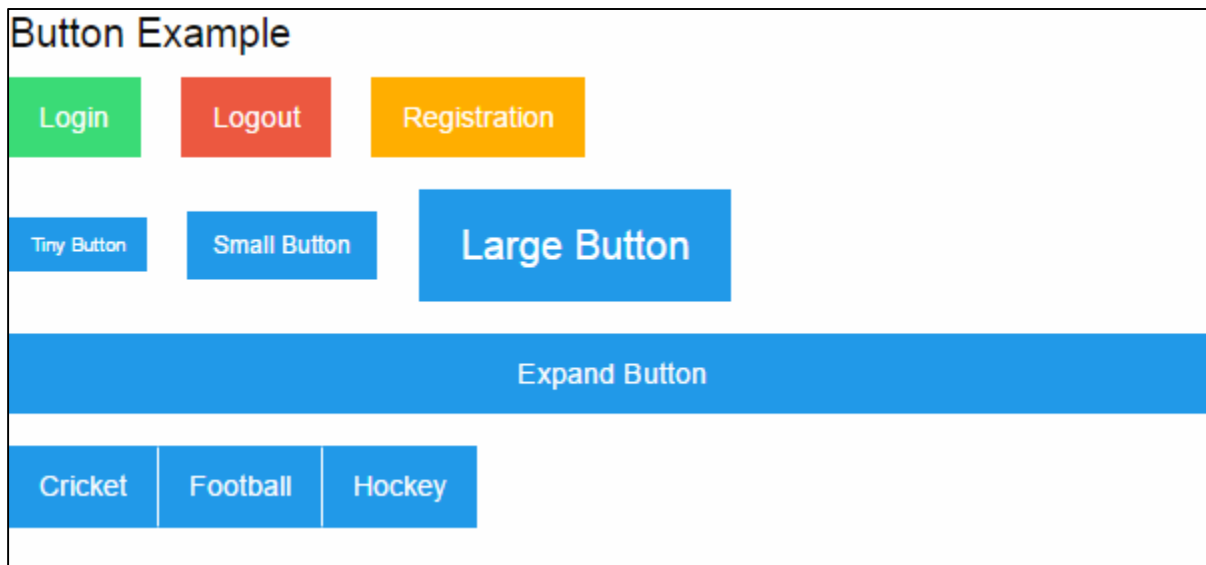 Button Example
Login Logout Registration
Tiny Button Small Button Large Button
Expand Button
Cricket Football Hockey